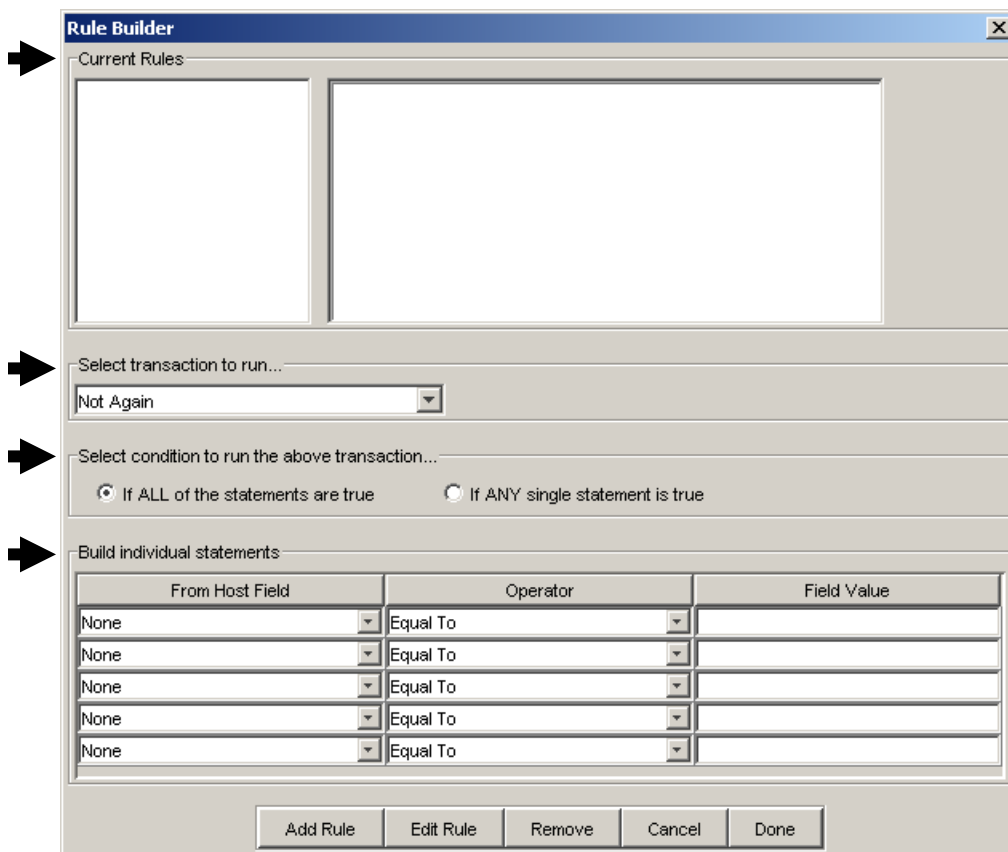 Rule Builder
Current Rules
Select transaction to run...
Not Again
Select condition to run the above transaction...
If ALL of the statements are true If ANY single statement is true
Build individual statements
From Host Field Operator Field Value
None Equal To
None Equal To
None Equal To
None Equal To
None Equal To
Add Rule Edit Rule Remove Cancel Done